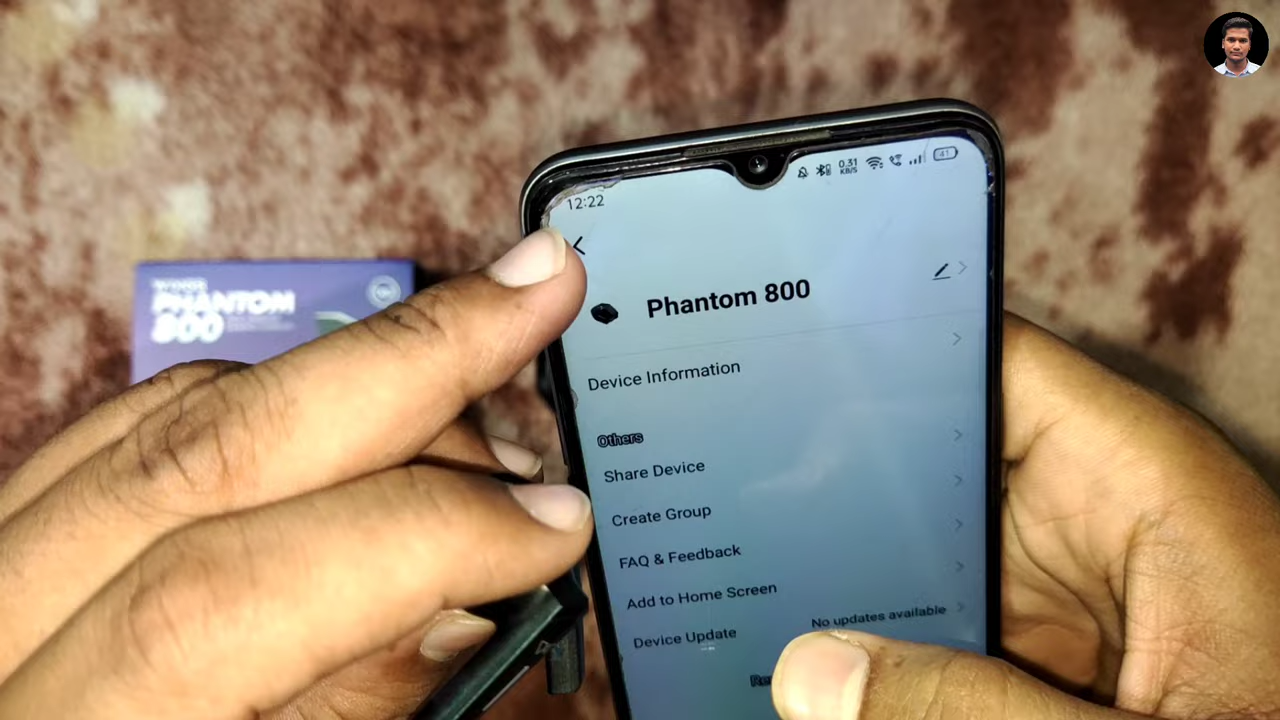 12:22
0.31
KB/S
41
Phantom 800
Device Information
Others
Share Device
Create Group
FAQ & Feedback
Add to Home Screen
Device Update
No updates available
PHANTOM
800